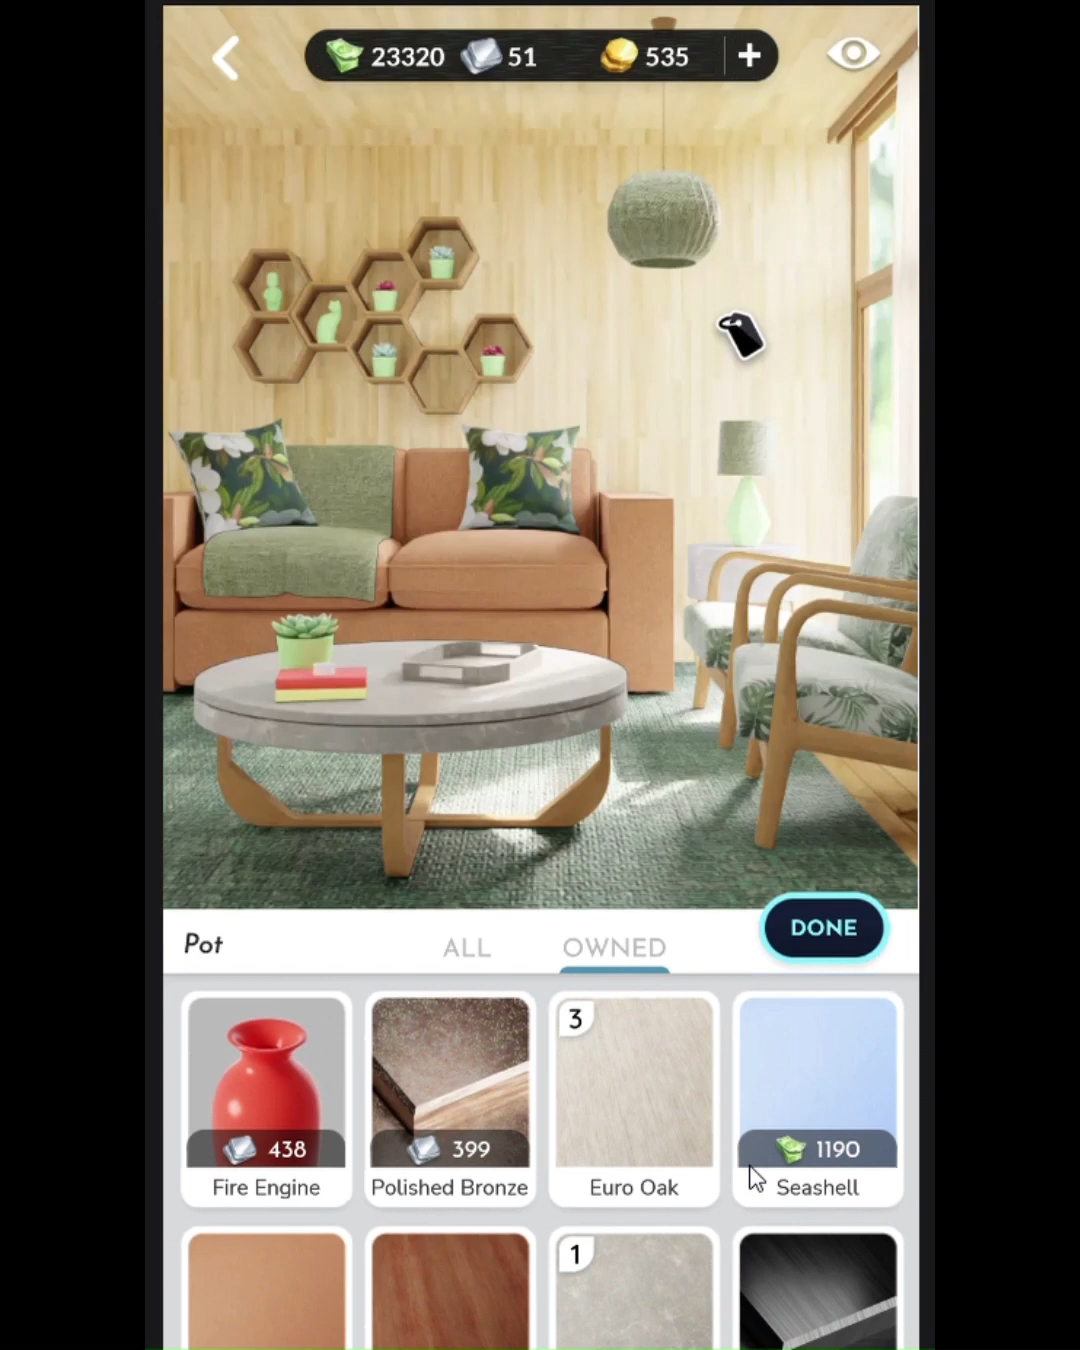 23320 51 535 +
Pot ALL OWNED DONE
3
438 399 1190
Fire Engine Polished Bronze Euro Oak Seashell
1